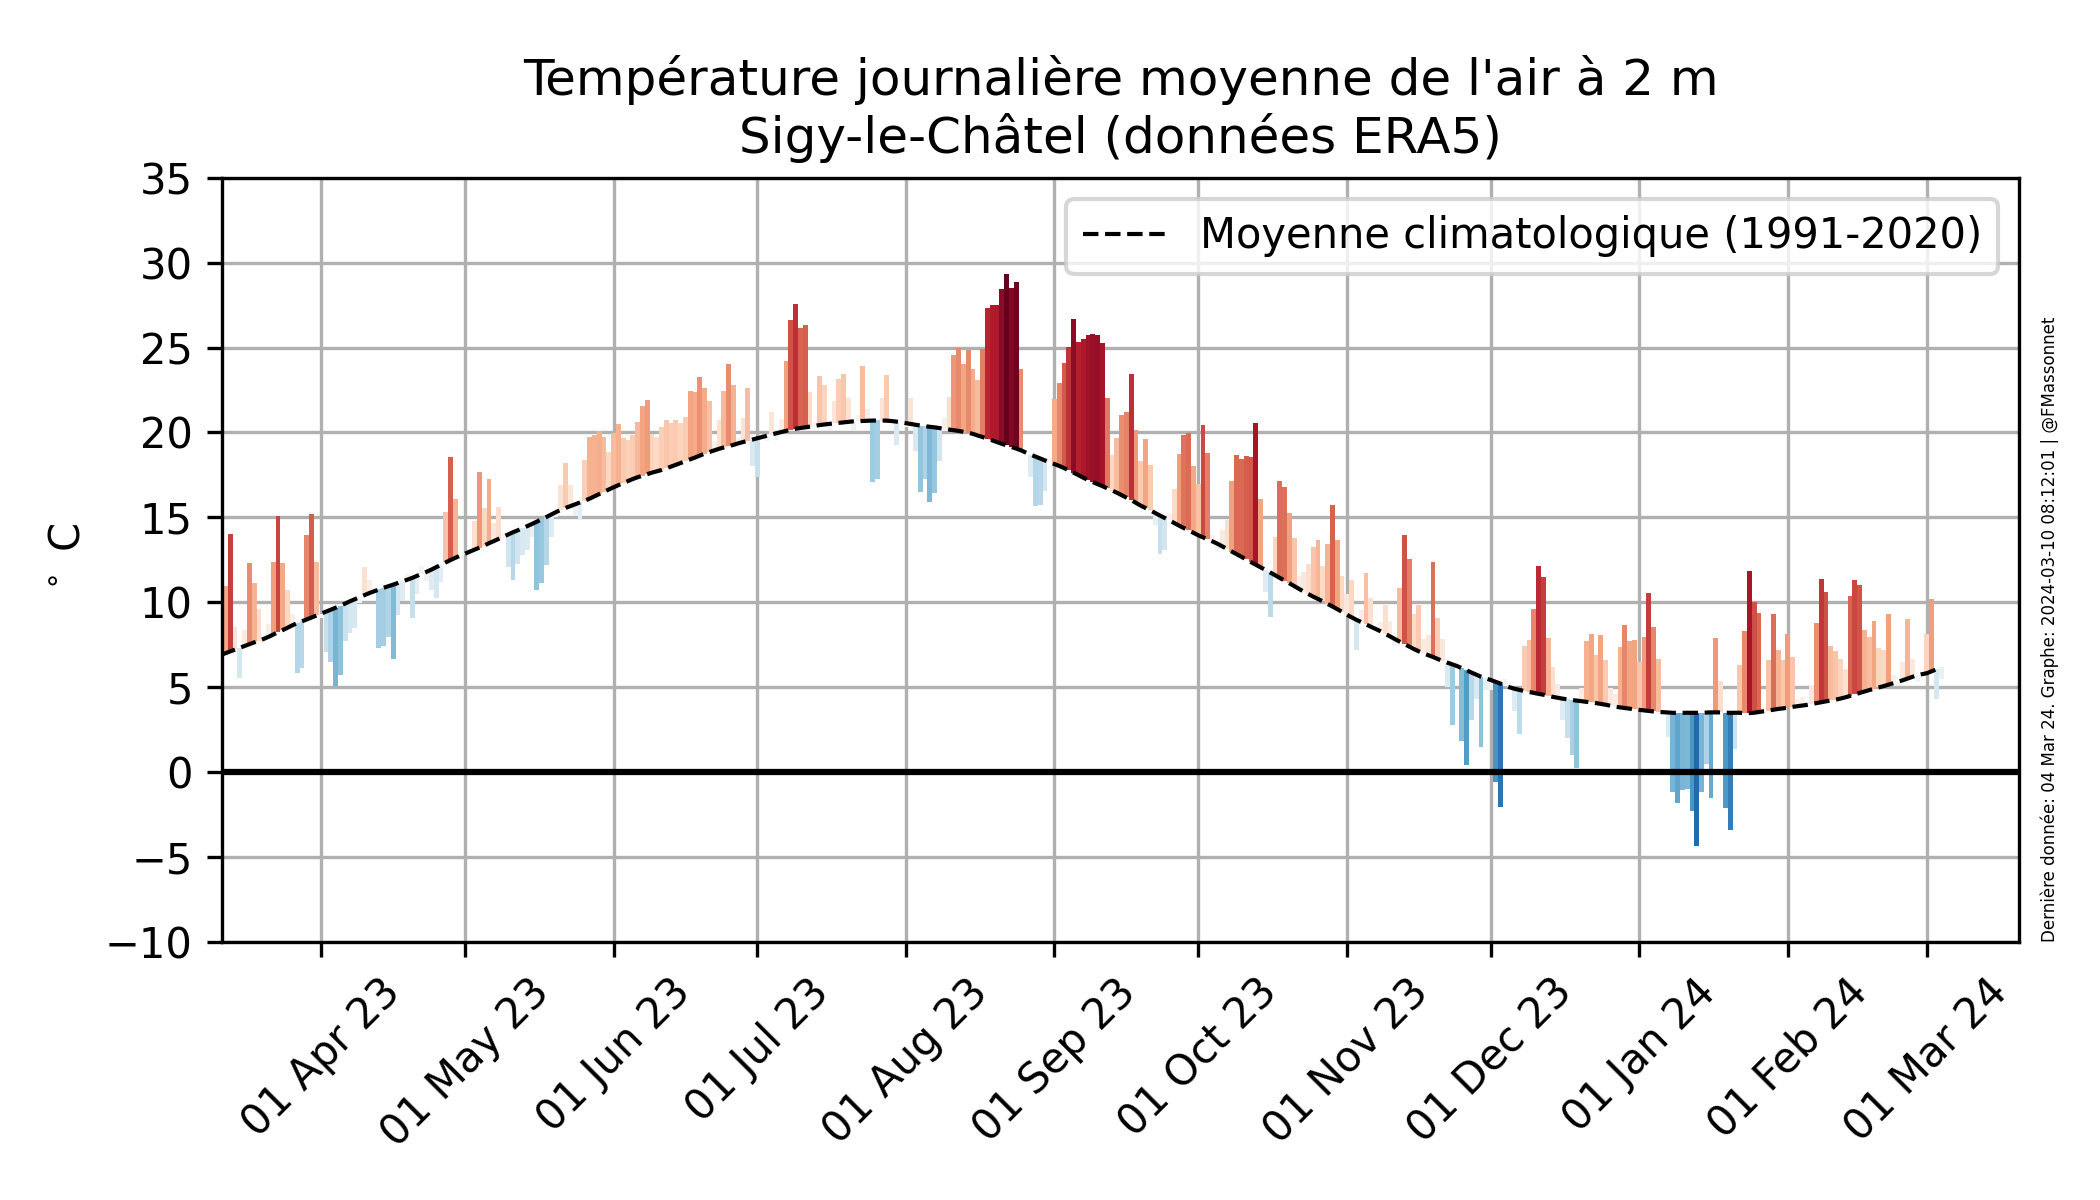 Température journalière moyenne de l'air à 2 m
Sigy-le-Châtel (données ERA5)
35
30
25
20
15
10
5
0
−5
−10
° C
Moyenne climatologique (1991-2020)
01 Apr 23
01 May 23
01 Jun 23
01 Jul 23
01 Aug 23
01 Sep 23
01 Oct 23
01 Nov 23
01 Dec 23
01 Jan 24
01 Feb 24
01 Mar 24
Dernière donnée: 04 Mar 24. Graphe: 2024-03-10 08:12:01 | @FMassonnet